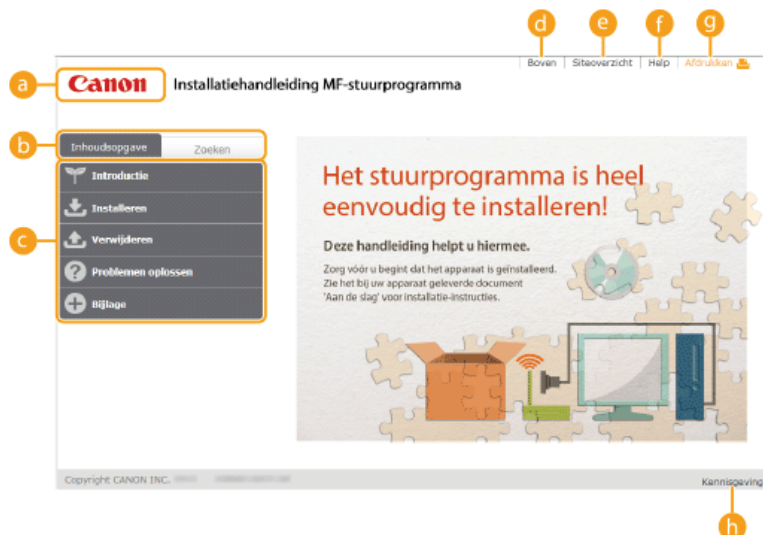 d e f g
Boven Siteoverzicht Help Afdrukken
a Canon Installatiehandleiding MF-stuurprogramma
b Inhoudsopgave Zoeken
Introductie
Installeren
c Verwijderen
Problemen oplossen
Bijlage
Het stuurprogramma is heel
eenvoudig te installeren!
Deze handleiding helpt u hiermee.
Zorg vóór u begint dat het apparaat is geïnstalleerd.
Zie het bij uw apparaat geleverde document
'Aan de slag' voor installatie-instructies.
Copyright CANON INC.
Kennisgeving
h